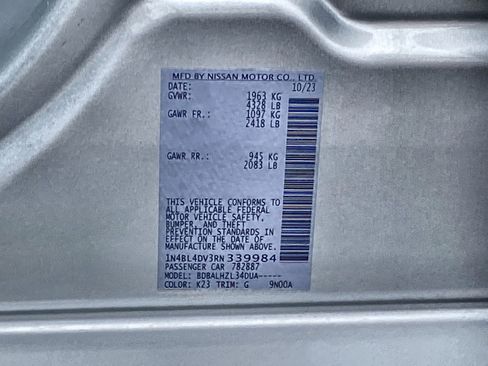 MFD BY NISSAN MOTOR CO., LTD.
DATE: 10/23
GVWR: 1963 KG
4328 LB
GAWR FR.: 1097 KG
2418 LB
GAWR RR.: 945 KG
2083 LB
THIS VEHICLE CONFORMS TO
ALL APPLICABLE FEDERAL
MOTOR VEHICLE SAFETY,
BUMPER, AND THEFT
PREVENTION STANDARDS IN
EFFECT ON THE DATE OF
MANUFACTURE SHOWN ABOVE.
1N4BL4DV3RN339984
PASSENGER CAR 782887
MODEL: BDBALHZL34DUA-----
COLOR: K23 TRIM: G 9N00A